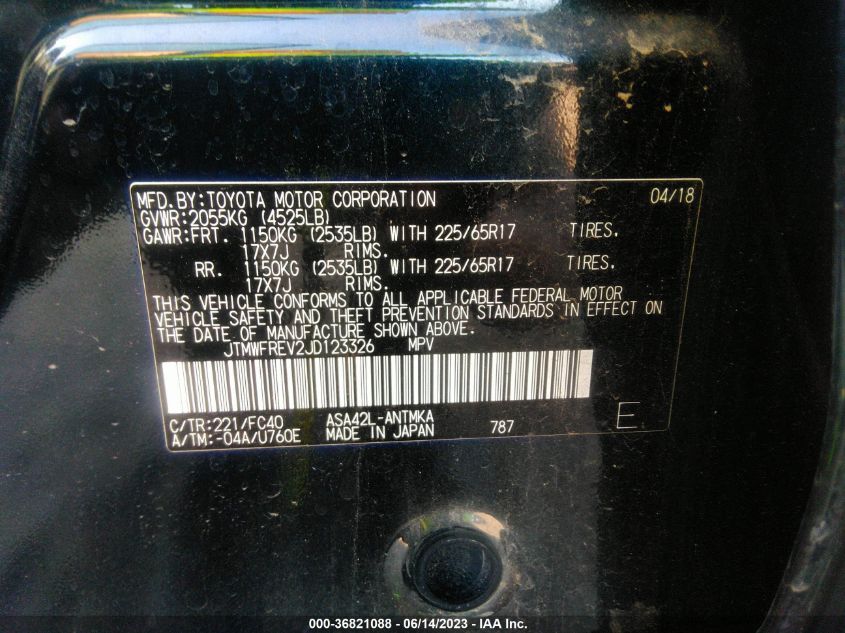 MFD.BY:TOYOTA MOTOR CORPORATION 04/18
GVWR:2055KG (4525LB)
GAWR:FRT. 1150KG (2535LB) WITH 225/65R17 TIRES.
17X7J RIMS.
RR. 1150KG (2535LB) WITH 225/65R17 TIRES.
17X7J RIMS.
THIS VEHICLE CONFORMS TO ALL APPLICABLE FEDERAL MOTOR
VEHICLE SAFETY AND THEFT PREVENTION STANDARDS IN EFFECT ON
THE DATE OF MANUFACTURE SHOWN ABOVE.
JTMWFREV2JD123326 MPV
C/TR:221/FC40 ASA42L-ANTMKA
A/TM:-04A/U760E MADE IN JAPAN 787 E
000-36821088 - 06/14/2023 - IAA Inc.